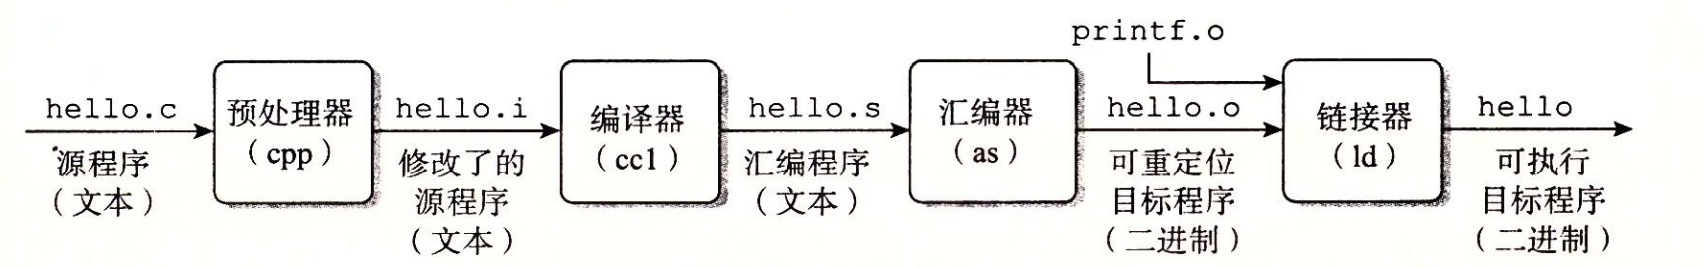 printf.o
hello.c
预处理器
(cpp)
hello.i
编译器
(cc1)
hello.s
汇编器
(as)
hello.o
链接器
(ld)
hello
源程序
(文本)
修改了的
源程序
(文本)
汇编程序
(文本)
可重定位
目标程序
(二进制)
可执行
目标程序
(二进制)